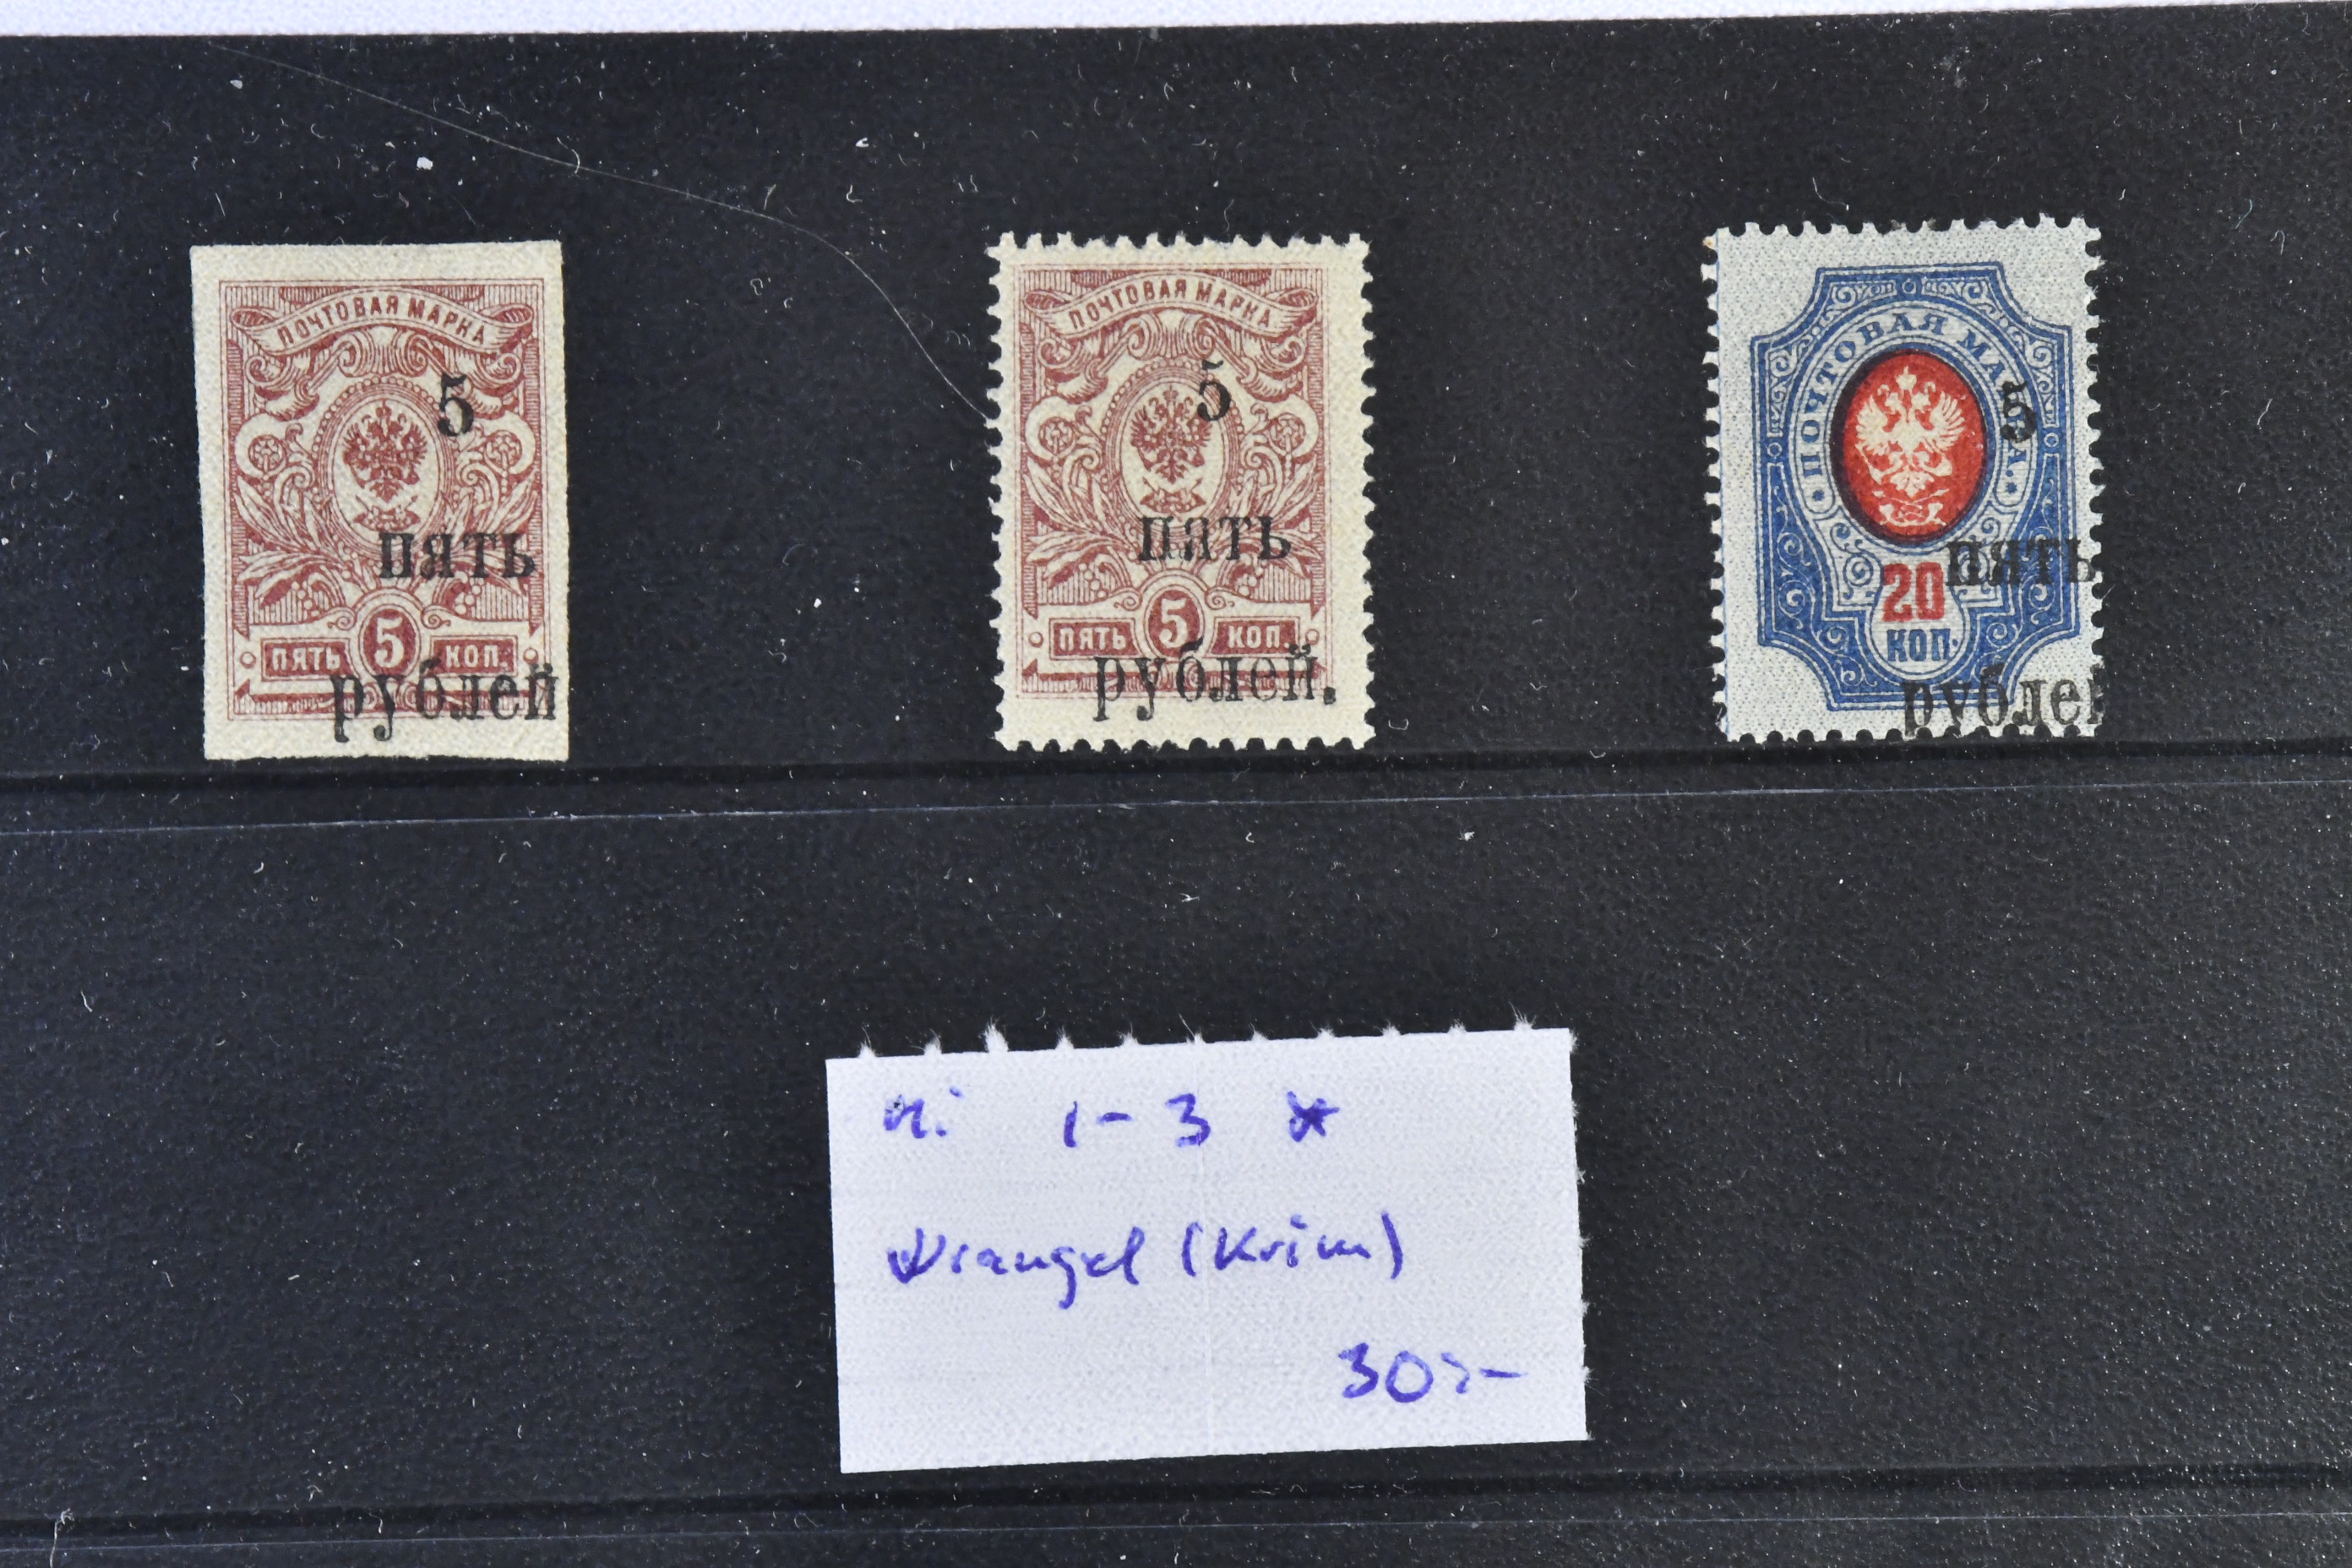 ПОЧТОВАЯ МАРКА
5
пять
ПЯТЬ 5 КОП.
рублей
ПОЧТОВАЯ МАРКА
5
пять
ПЯТЬ 5 КОП.
рублей.
ПОЧТОВАЯ МАРКА.
5
пять
20
КОП.
рублей
Mi 1-3 *
Wrangel (Krim)
30,-